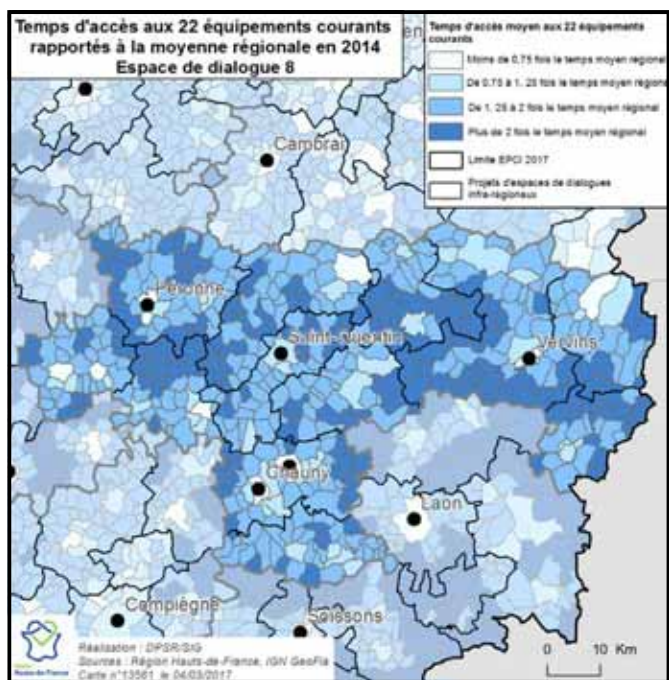 Temps d'accès aux 22 équipements courants
rapportés à la moyenne régionale en 2014
Espace de dialogue 8
Temps d'accès moyen aux 22 équipements
courants
Moins de 0,75 fois le temps moyen régional
De 0,75 à 1, 25 fois le temps moyen régional
De 1, 25 à 2 fois le temps moyen régional
Plus de 2 fois le temps moyen régional
Limite EPCI 2017
Projets d'espaces de dialogues
infra-régionaux
Cambrai
Péronne
Saint-Quentin
Vervins
Chauny
Laon
Compiègne
Soissons
Réalisation : DPSR/SIG
Sources : Région Hauts-de-France, IGN GeoFla
Carte n°13561 le 04/03/2017
Hauts-de-France
0 10 Km